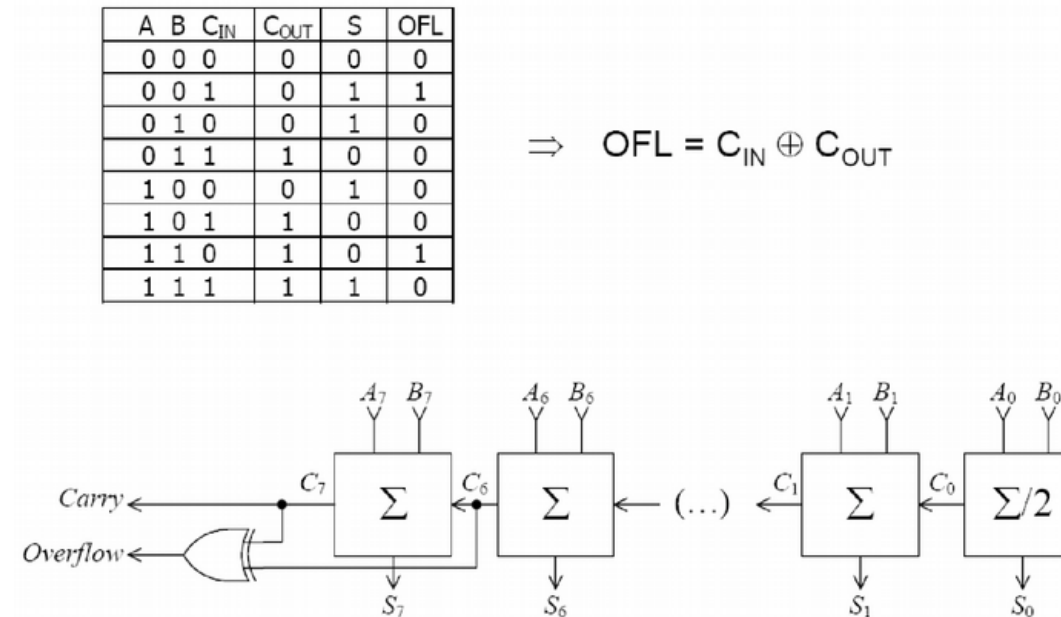 A B C_IN C_OUT S OFL
0 0 0 0 0 0
0 0 1 0 1 1
0 1 0 0 1 0
0 1 1 1 0 0
1 0 0 0 1 0
1 0 1 1 0 0
1 1 0 1 0 1
1 1 1 1 1 0
⇒ OFL = C_IN ⊕ C_OUT
A₇ B₇ A₆ B₆ A₁ B₁ A₀ B₀
Carry C₇ Σ C₆ Σ (...) C₁ Σ C₀ Σ/2
Overflow
S₇ S₆ S₁ S₀